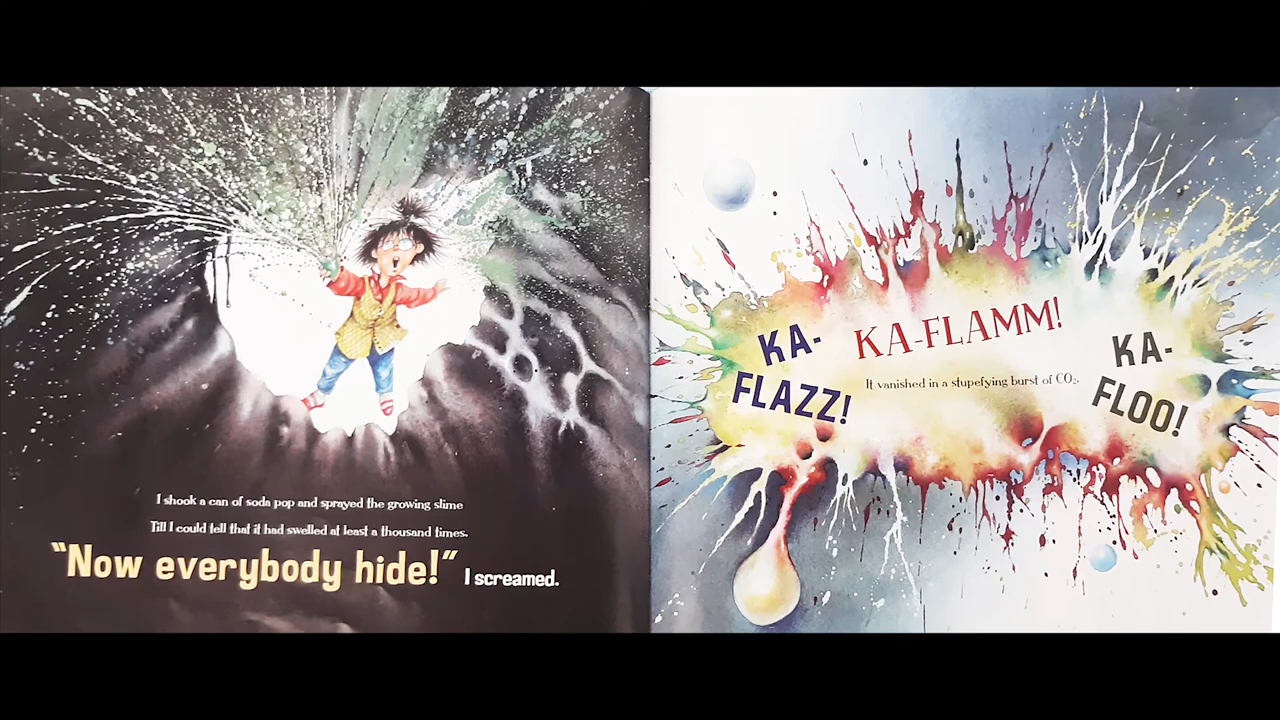 I shook a can of soda pop and sprayed the growing slime
Till I could tell that it had swelled at least a thousand times.
"Now everybody hide!" I screamed.
KA-
FLAZZ!
KA-FLAMM!
It vanished in a stupefying burst of CO₂.
KA-
FLOO!